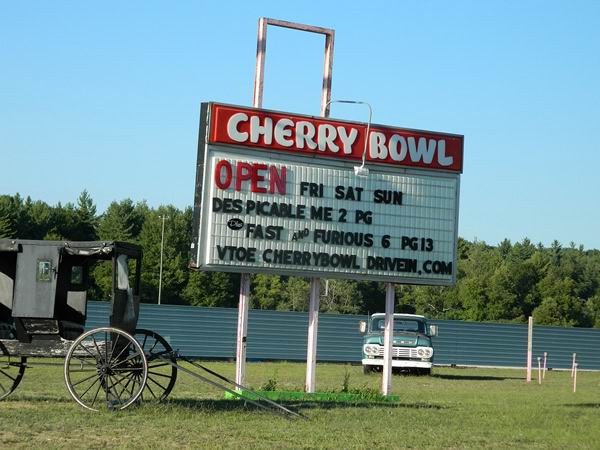 CHERRY BOWL
OPEN FRI SAT SUN
DESPICABLE ME 2 PG
FAST AND FURIOUS 6 PG13
VTOE CHERRYBOWL DRIVEIN.COM